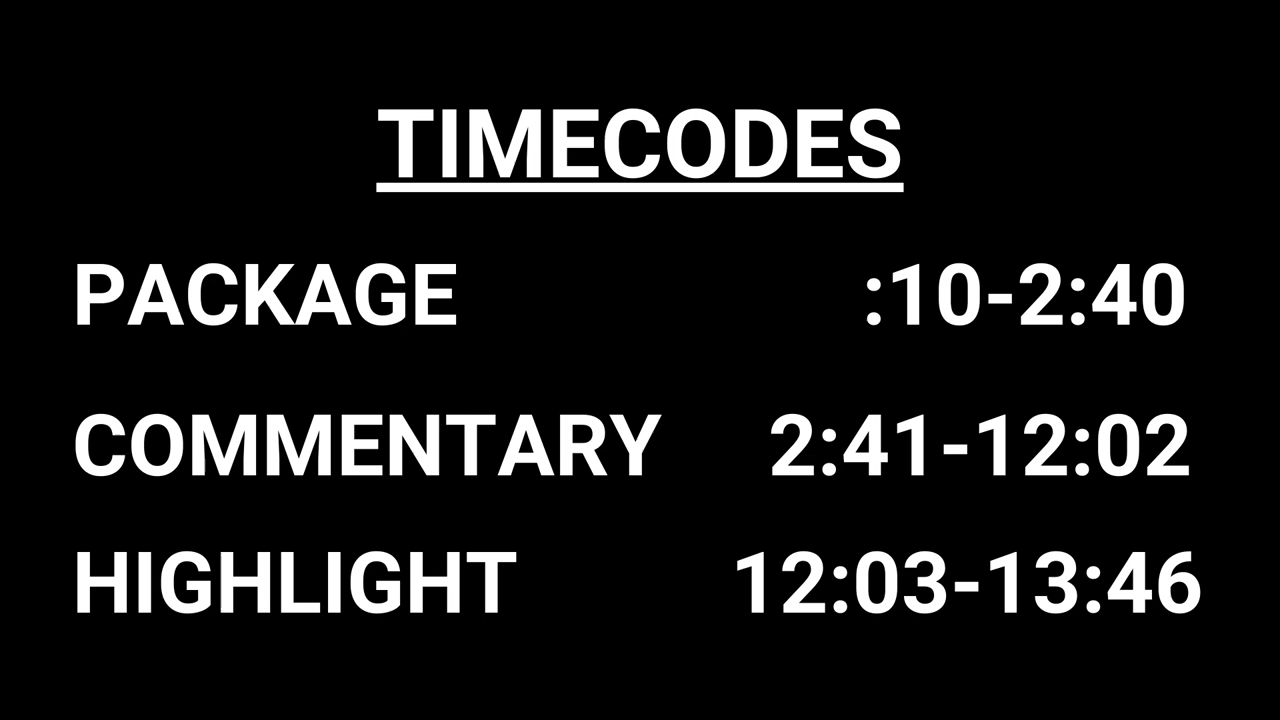 TIMECODES
PACKAGE :10-2:40
COMMENTARY 2:41-12:02
HIGHLIGHT 12:03-13:46